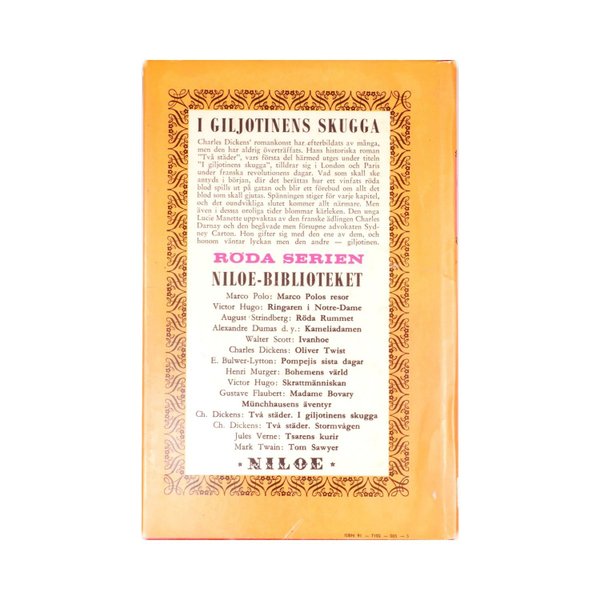 I GILJOTINENS SKUGGA
Charles Dickens' romankonst har efterbildats av många,
men den har aldrig överträffats. Hans historiska roman
"Två städer", vars första del härmed utges under titeln
"I giljotinens skugga", tilldrar sig i London och Paris
under franska revolutionens dagar. Vad som skall ske
antyds i början, där det berättas hur ett vinfats röda
blod spills ut på gatan och blir ett förebud om allt det
blod som skall gjutas. Spänningen stiger för varje kapitel,
och det oundvikliga slutet kommer allt närmare. Men
även i dessa oroliga tider blommar kärleken. Den unga
Lucie Manette uppvaktas av den franske ädlingen Charles
Darnay och den begåvade men försupne advokaten Syd-
ney Carton. Hon gifter sig med den ene av dem, och
honom väntar lyckan men den andre — giljotinen.
RÖDA SERIEN
NILOE-BIBLIOTEKET
Marco Polo: Marco Polos resor
Victor Hugo: Ringaren i Notre-Dame
August Strindberg: Röda Rummet
Alexandre Dumas d. y.: Kameliadamen
Walter Scott: Ivanhoe
Charles Dickens: Oliver Twist
E. Bulwer-Lytton: Pompejis sista dagar
Henri Murger: Bohemens värld
Victor Hugo: Skrattmänniskan
Gustave Flaubert: Madame Bovary
Münchhausens äventyr
Ch. Dickens: Två städer. I giljotinens skugga
Ch. Dickens: Två städer. Stormvågen
Jules Verne: Tsarens kurir
Mark Twain: Tom Sawyer
* NILOE *